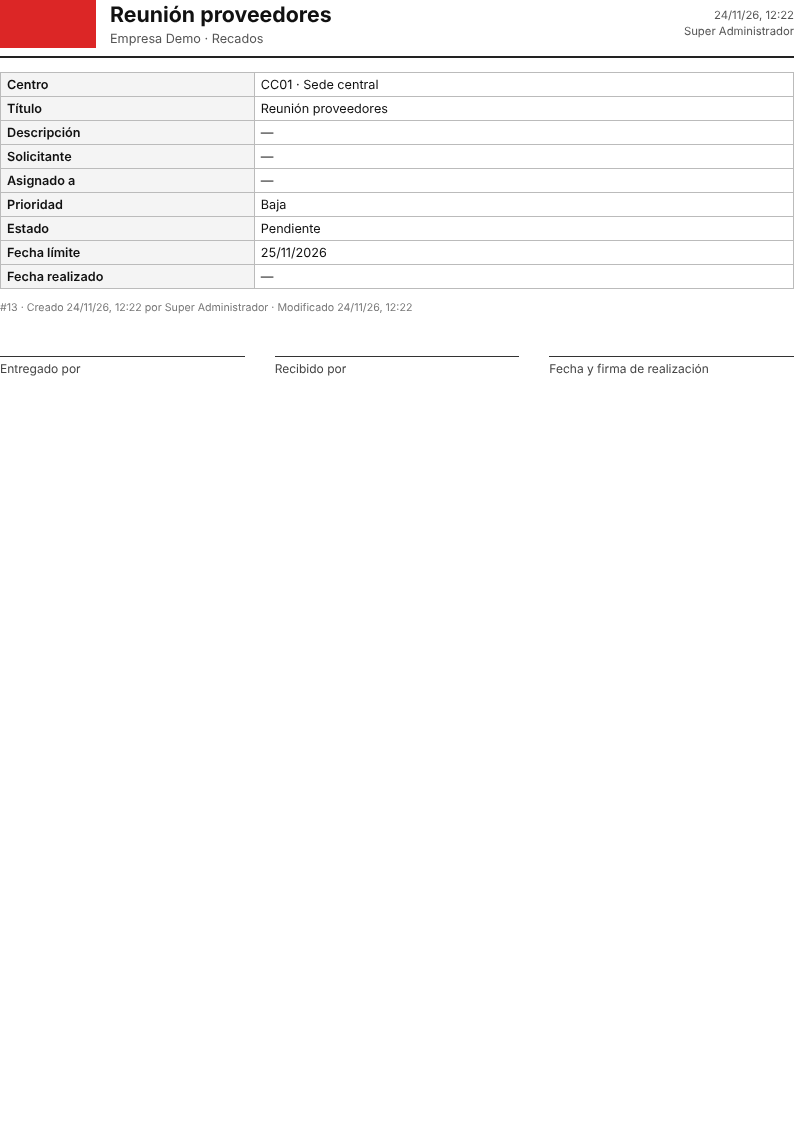 Reunión proveedores
Empresa Demo · Recados
24/11/26, 12:22
Super Administrador
Centro CC01 · Sede central
Título Reunión proveedores
Descripción —
Solicitante —
Asignado a —
Prioridad Baja
Estado Pendiente
Fecha límite 25/11/2026
Fecha realizado —
#13 · Creado 24/11/26, 12:22 por Super Administrador · Modificado 24/11/26, 12:22
Entregado por Recibido por Fecha y firma de realización